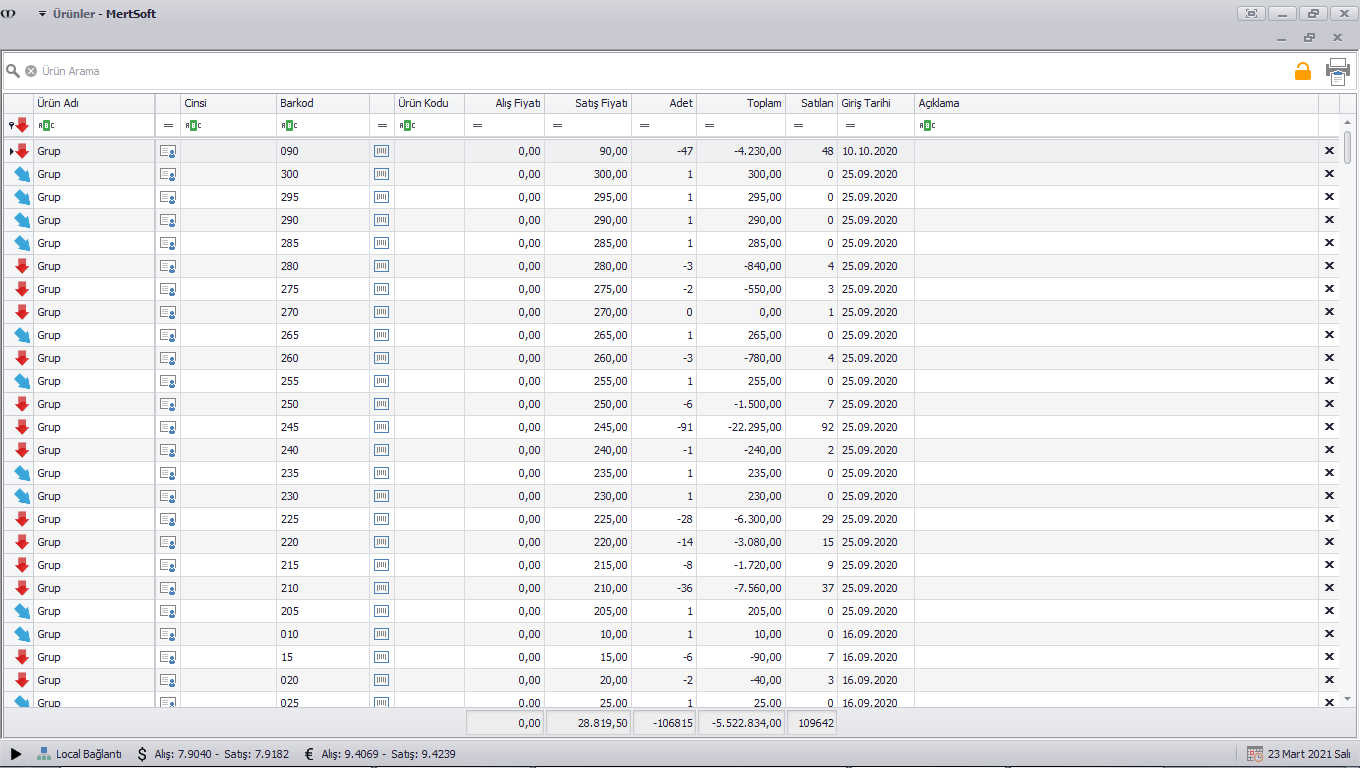 Ürünler - MertSoft
Ürün Arama
Ürün Adı Cinsi Barkod Ürün Kodu Alış Fiyatı Satış Fiyatı Adet Toplam Satılan Giriş Tarihi Açıklama
ABC = ABC ABC = ABC = = = = = = ABC
Grup 090 0,00 90,00 -47 -4.230,00 48 10.10.2020 x
Grup 300 0,00 300,00 1 300,00 0 25.09.2020 x
Grup 295 0,00 295,00 1 295,00 0 25.09.2020 x
Grup 290 0,00 290,00 1 290,00 0 25.09.2020 x
Grup 285 0,00 285,00 1 285,00 0 25.09.2020 x
Grup 280 0,00 280,00 -3 -840,00 4 25.09.2020 x
Grup 275 0,00 275,00 -2 -550,00 3 25.09.2020 x
Grup 270 0,00 270,00 0 0,00 1 25.09.2020 x
Grup 265 0,00 265,00 1 265,00 0 25.09.2020 x
Grup 260 0,00 260,00 -3 -780,00 4 25.09.2020 x
Grup 255 0,00 255,00 1 255,00 0 25.09.2020 x
Grup 250 0,00 250,00 -6 -1.500,00 7 25.09.2020 x
Grup 245 0,00 245,00 -91 -22.295,00 92 25.09.2020 x
Grup 240 0,00 240,00 -1 -240,00 2 25.09.2020 x
Grup 235 0,00 235,00 1 235,00 0 25.09.2020 x
Grup 230 0,00 230,00 1 230,00 0 25.09.2020 x
Grup 225 0,00 225,00 -28 -6.300,00 29 25.09.2020 x
Grup 220 0,00 220,00 -14 -3.080,00 15 25.09.2020 x
Grup 215 0,00 215,00 -8 -1.720,00 9 25.09.2020 x
Grup 210 0,00 210,00 -36 -7.560,00 37 25.09.2020 x
Grup 205 0,00 205,00 1 205,00 0 25.09.2020 x
Grup 010 0,00 10,00 1 10,00 0 16.09.2020 x
Grup 15 0,00 15,00 -6 -90,00 7 16.09.2020 x
Grup 020 0,00 20,00 -2 -40,00 3 16.09.2020 x
Grup 025 0,00 25,00 1 25,00 0 16.09.2020 x
0,00 28.819,50 -106815 -5.522.834,00 109642
Local Bağlantı $ Alış: 7.9040 - Satış: 7.9182 € Alış: 9.4069 - Satış: 9.4239 23 Mart 2021 Salı